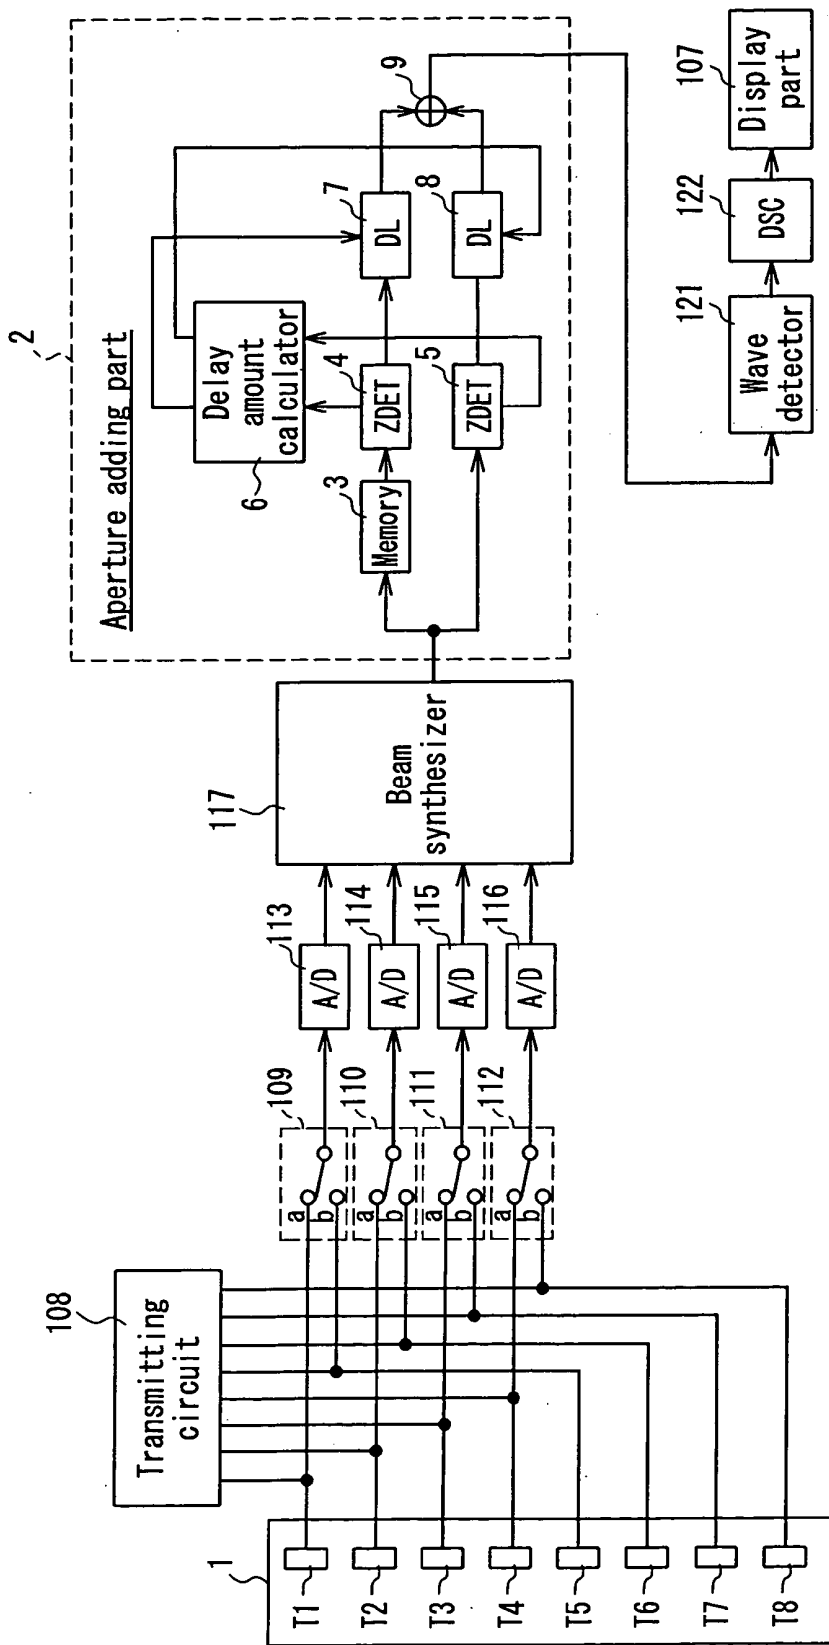 1
T1
T2
T3
T4
T5
T6
T7
T8
108
Transmitting
circuit
109
a
b
110
a
b
111
a
b
112
a
b
113
A/D
114
A/D
115
A/D
116
A/D
117
Beam
synthesizer
2
Aperture adding part
3
Memory
4
ZDET
5
ZDET
6
Delay
amount
calculator
7
DL
8
DL
9
121
Wave
detector
122
DSC
107
Display
part